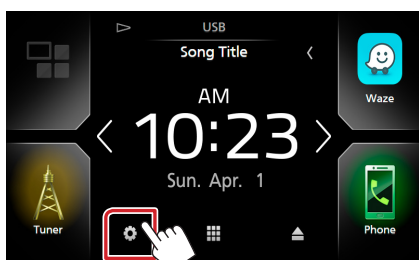 USB
Song Title
AM
10:23
Sun. Apr. 1
Waze
Tuner
Phone